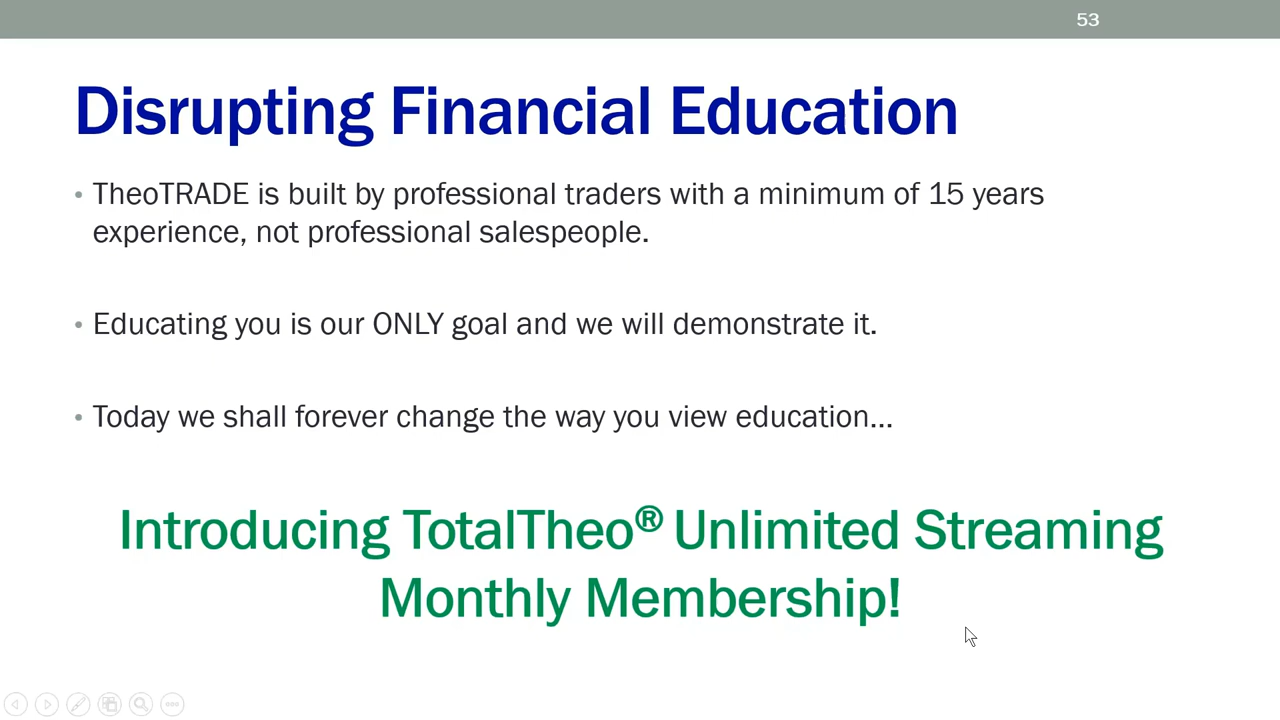 53
Disrupting Financial Education
• TheoTRADE is built by professional traders with a minimum of 15 years
experience, not professional salespeople.
• Educating you is our ONLY goal and we will demonstrate it.
• Today we shall forever change the way you view education...
Introducing TotalTheo® Unlimited Streaming
Monthly Membership!